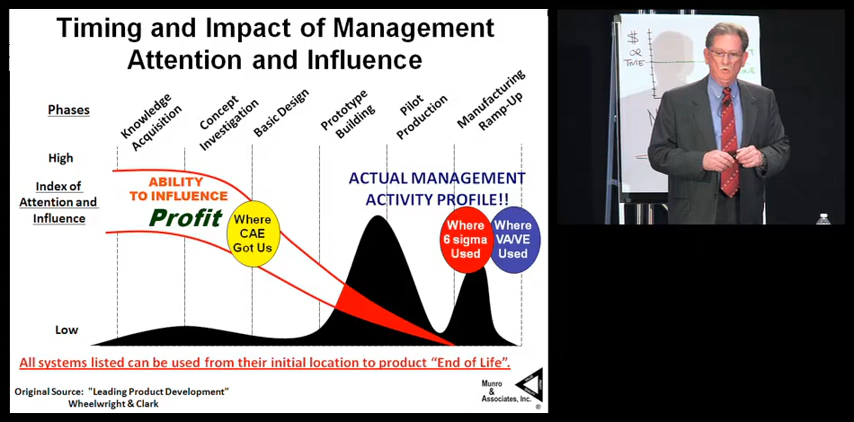 Timing and Impact of Management
Attention and Influence
Phases
Knowledge
Acquisition
Concept
Investigation
Basic Design
Prototype
Building
Pilot
Production
Manufacturing
Ramp-Up
High
Index of
Attention and
Influence
Low
ABILITY
TO INFLUENCE
Profit
Where
CAE
Got Us
ACTUAL MANAGEMENT
ACTIVITY PROFILE!!
Where
6 sigma
Used
Where
VA/VE
Used
All systems listed can be used from their initial location to product “End of Life”.
Original Source: "Leading Product Development"
Wheelwright & Clark
Munro
&
Associates, Inc.
®
$
OR
TIME